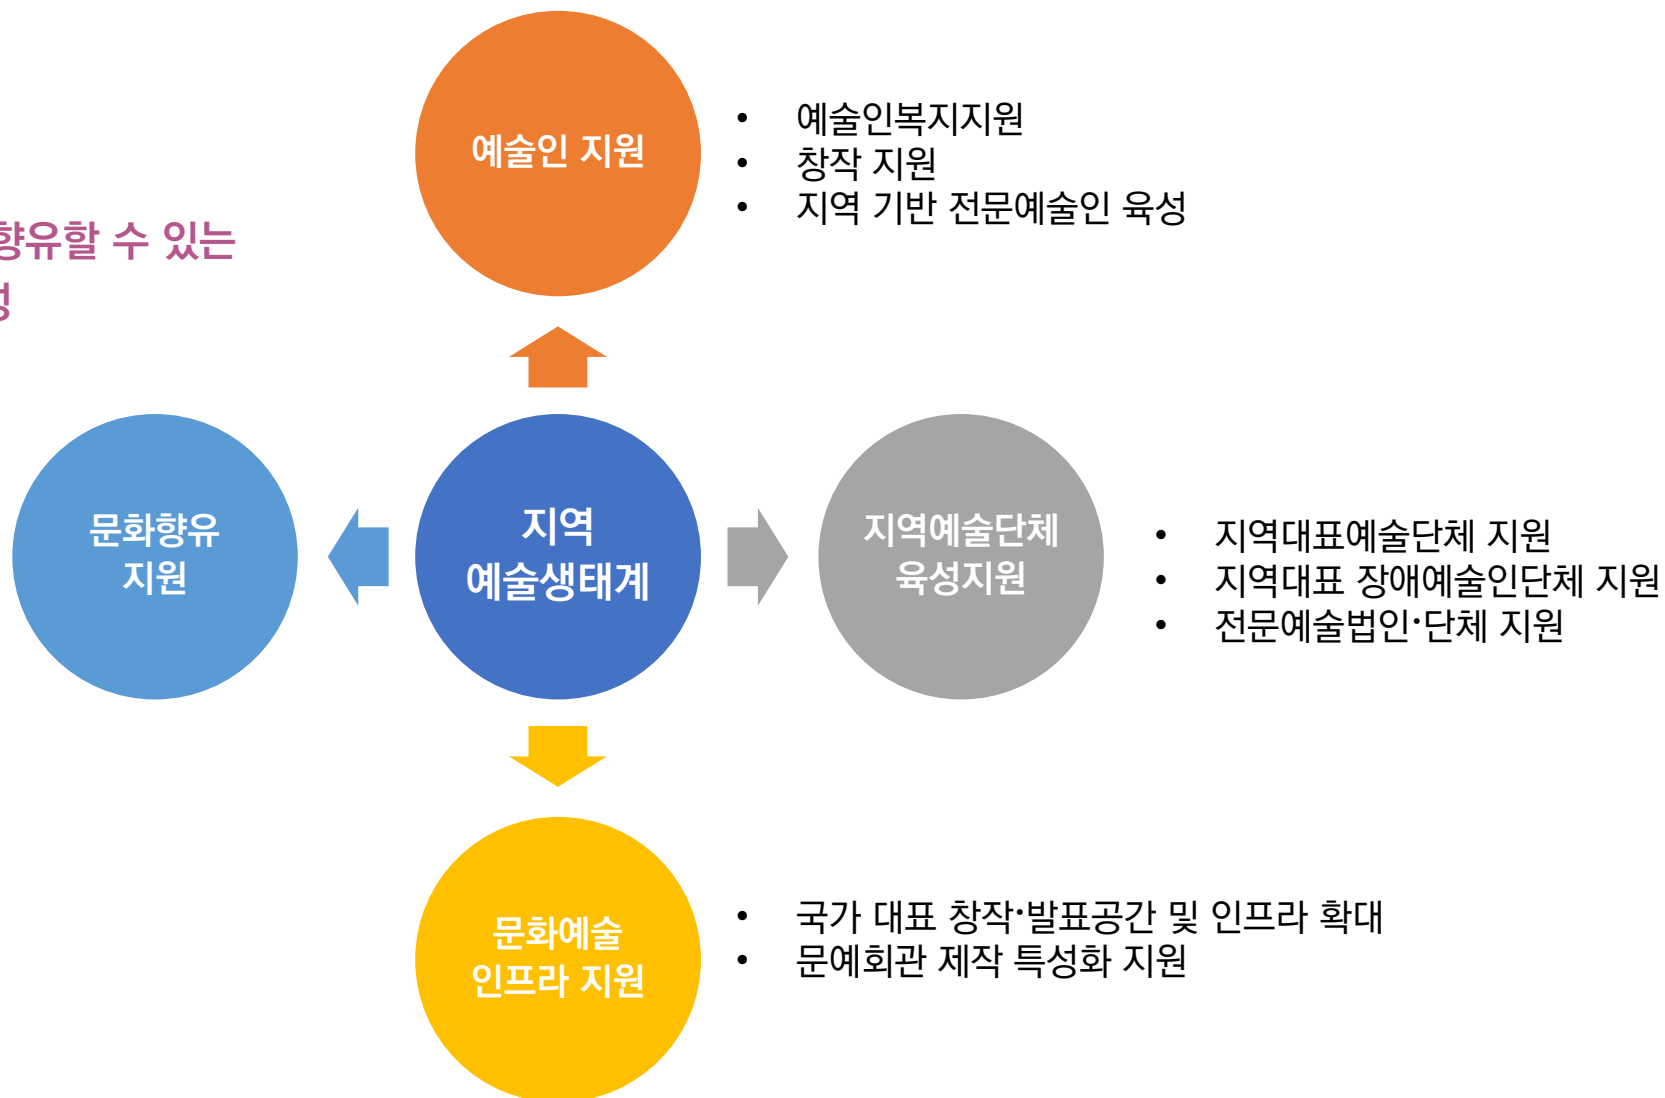 예술인 지원
• 예술인복지지원
• 창작 지원
• 지역 기반 전문예술인 육성
향유할 수 있는
문화향유
지원
지역
예술생태계
지역예술단체
육성지원
• 지역대표예술단체 지원
• 지역대표 장애예술인단체 지원
• 전문예술법인·단체 지원
문화예술
인프라 지원
• 국가 대표 창작·발표공간 및 인프라 확대
• 문예회관 제작 특성화 지원